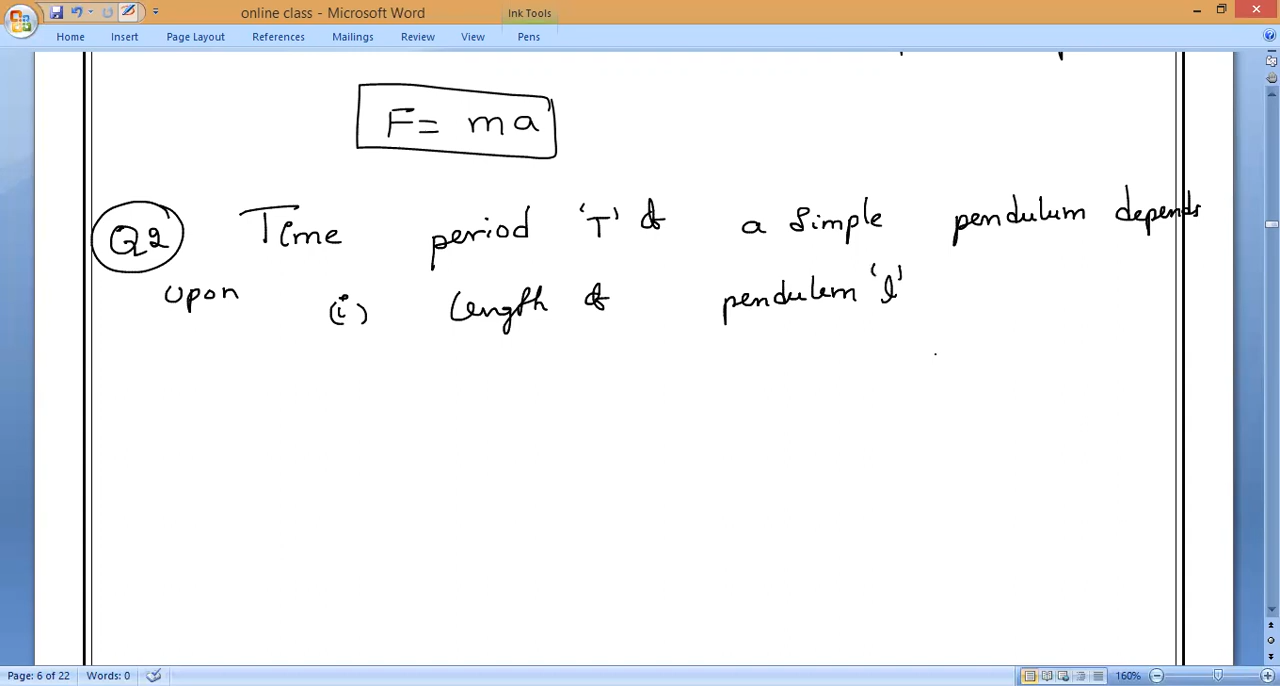 online class - Microsoft Word
Ink Tools
Home Insert Page Layout References Mailings Review View Pens
F = ma
Q2 Time period 'T' of a simple pendulum depends
upon (i) length of pendulum 'l'
Page: 6 of 22 Words: 0 160%